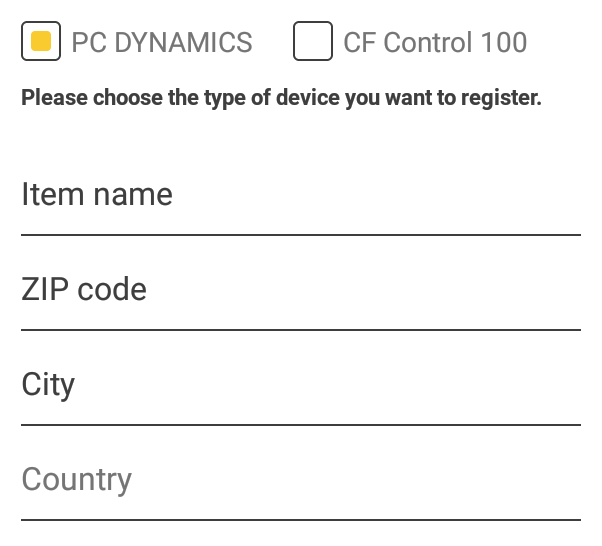 PC DYNAMICS CF Control 100
Please choose the type of device you want to register.
Item name
ZIP code
City
Country